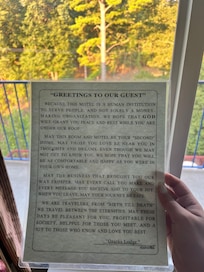 "GREETINGS TO OUR GUEST"
BECAUSE THIS HOTEL IS A HUMAN INSTITUTION
TO SERVE PEOPLE, AND NOT SOLELY A MONEY-
MAKING ORGANIZATION, WE HOPE THAT GOD
WILL GRANT YOU PEACE AND REST WHILE YOU ARE
UNDER OUR ROOF.
MAY THIS ROOM AND HOTEL BE YOUR "SECOND"
HOME. MAY THOSE YOU LOVE BE NEAR YOU IN
THOUGHTS AND DREAMS. EVEN THOUGH WE MAY
NOT GET TO KNOW YOU, WE HOPE THAT YOU WILL
BE AS COMFORTABLE AND HAPPY AS YOU WERE IN
YOUR OWN HOME.
MAY THE BUSINESS THAT BROUGHT YOU OUR
WAY PROSPER. MAY EVERY CALL YOU MAKE AND
EVERY MESSAGE YOU RECEIVE ADD TO YOUR JOY.
WHEN YOU LEAVE, MAY YOUR JOURNEY BE SAFE.
WE ARE TRAVELERS. FROM "BIRTH TILL DEATH"
WE TRAVEL BETWEEN THE ETERNITIES. MAY THESE
DAYS BE PLEASANT FOR YOU, PROFITABLE FOR
SOCIETY, HELPFUL FOR THOSE YOU MEET, AND A
JOY TO THOSE WHO KNOW AND LOVE YOU BEST.